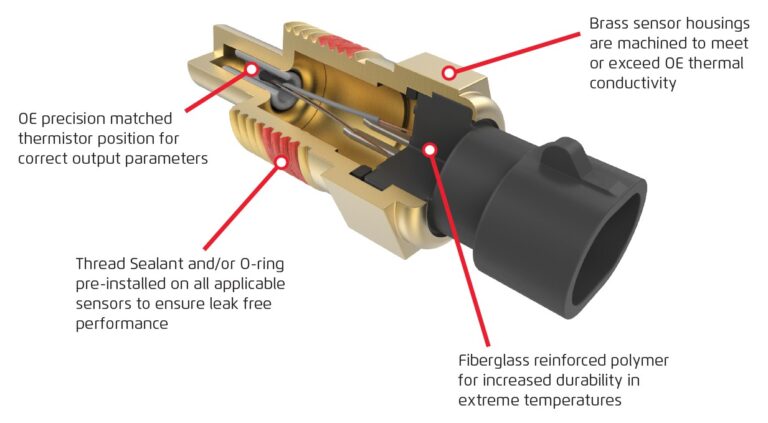 Brass sensor housings
are machined to meet
or exceed OE thermal
conductivity
OE precision matched
thermistor position for
correct output parameters
Thread Sealant and/or O-ring
pre-installed on all applicable
sensors to ensure leak free
performance
Fiberglass reinforced polymer
for increased durability in
extreme temperatures